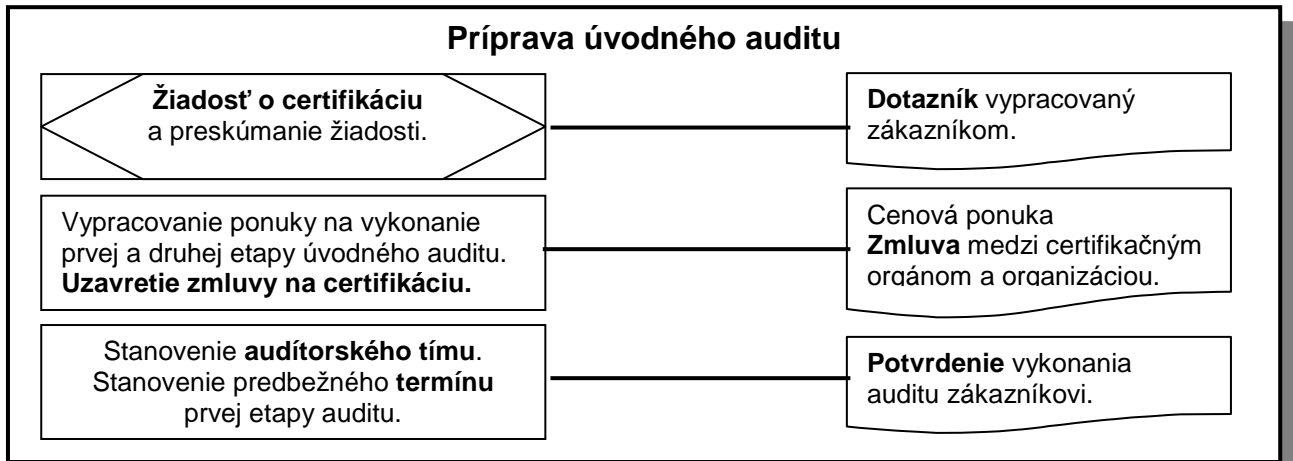 Príprava úvodného auditu
Žiadosť o certifikáciu
a preskúmanie žiadosti.
Dotazník vypracovaný
zákazníkom.
Vypracovanie ponuky na vykonanie
prvej a druhej etapy úvodného auditu.
Uzavretie zmluvy na certifikáciu.
Cenová ponuka
Zmluva medzi certifikačným
orgánom a organizáciou.
Stanovenie audítorského tímu.
Stanovenie predbežného termínu
prvej etapy auditu.
Potvrdenie vykonania
auditu zákazníkovi.